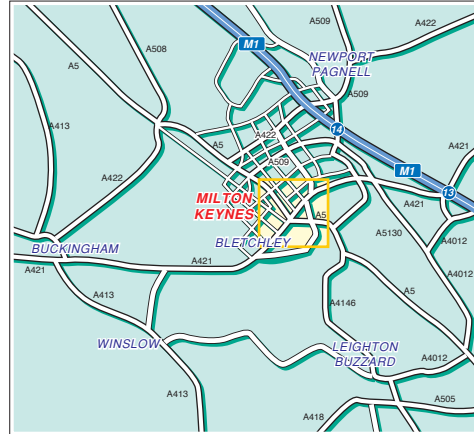 A509
A422
A508
M1
A5
NEWPORT
PAGNELL
A509
A413
14
A422
A5
A421
A509
M1
A422
13
MILTON
KEYNES
A421
A5
BLETCHLEY
A5130
A4012
BUCKINGHAM
A421
A421
A4012
A413
A5
A4146
WINSLOW
LEIGHTON
BUZZARD
A4012
A413
A505
A418